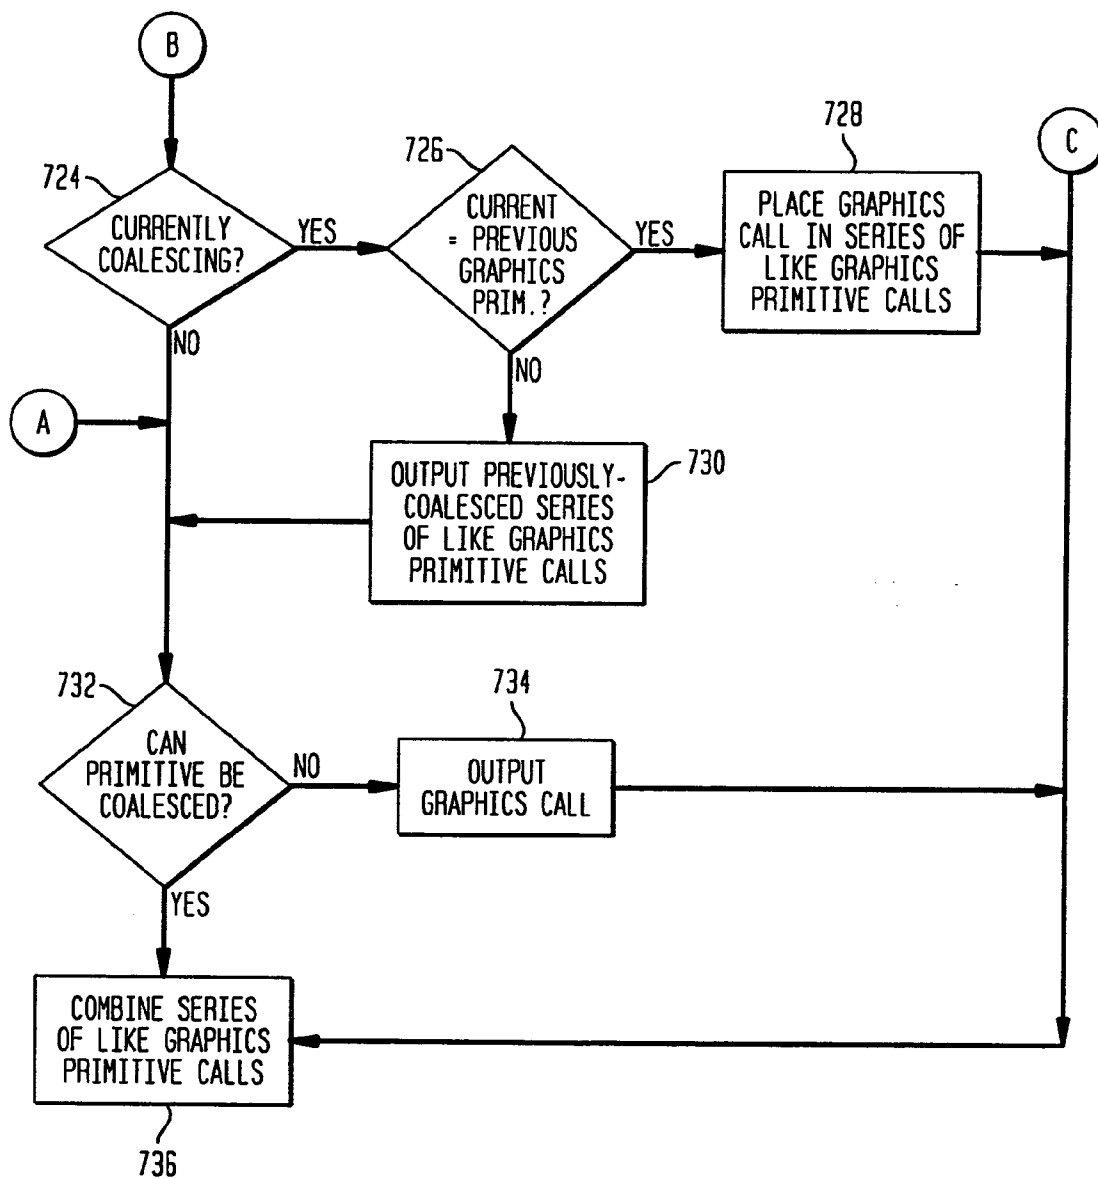 B
724
CURRENTLY
COALESCING?
YES
NO
726
CURRENT
= PREVIOUS
GRAPHICS
PRIM.?
YES
NO
728
PLACE GRAPHICS
CALL IN SERIES OF
LIKE GRAPHICS
PRIMITIVE CALLS
C
A
OUTPUT PREVIOUSLY-
COALESCED SERIES
OF LIKE GRAPHICS
PRIMITIVE CALLS
730
732
CAN
PRIMITIVE BE
COALESCED?
NO
YES
734
OUTPUT
GRAPHICS CALL
COMBINE SERIES
OF LIKE GRAPHICS
PRIMITIVE CALLS
736